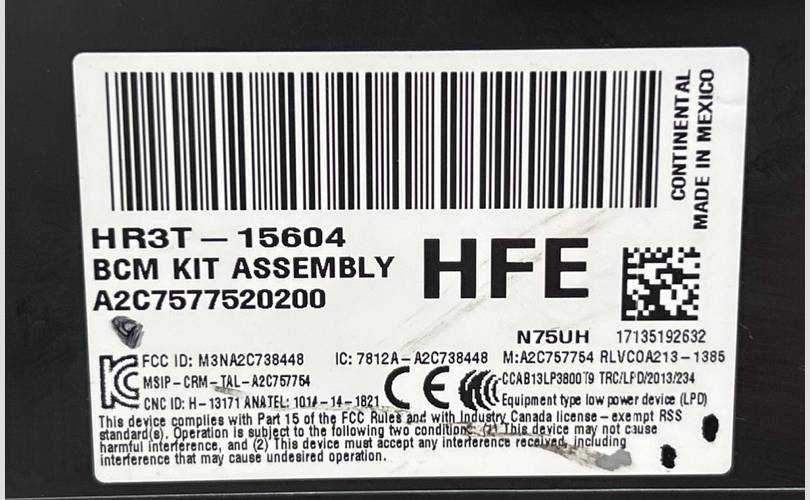 CONTINENTAL
MADE IN MEXICO
HR3T-15604
BCM KIT ASSEMBLY
A2C7577520200
HFE
N75UH 17135192632
FCC ID: M3NA2C738448 IC: 7812A-A2C738448 M:A2C757754 RLVCOA213-1385
MSIP-CRM-TAL-A2C757754 CE CCAB13LP3800T9 TRC/LPD/2013/234
CNC ID: H-13171 ANATEL: 1014-14-1821 Equipment type low power device (LPD)
This device complies with Part 15 of the FCC Rules and with Industry Canada license-exempt RSS
standard(s). Operation is subject to the following two conditions: (1) This device may not cause
harmful interference, and (2) This device must accept any interference received, including
interference that may cause undesired operation.